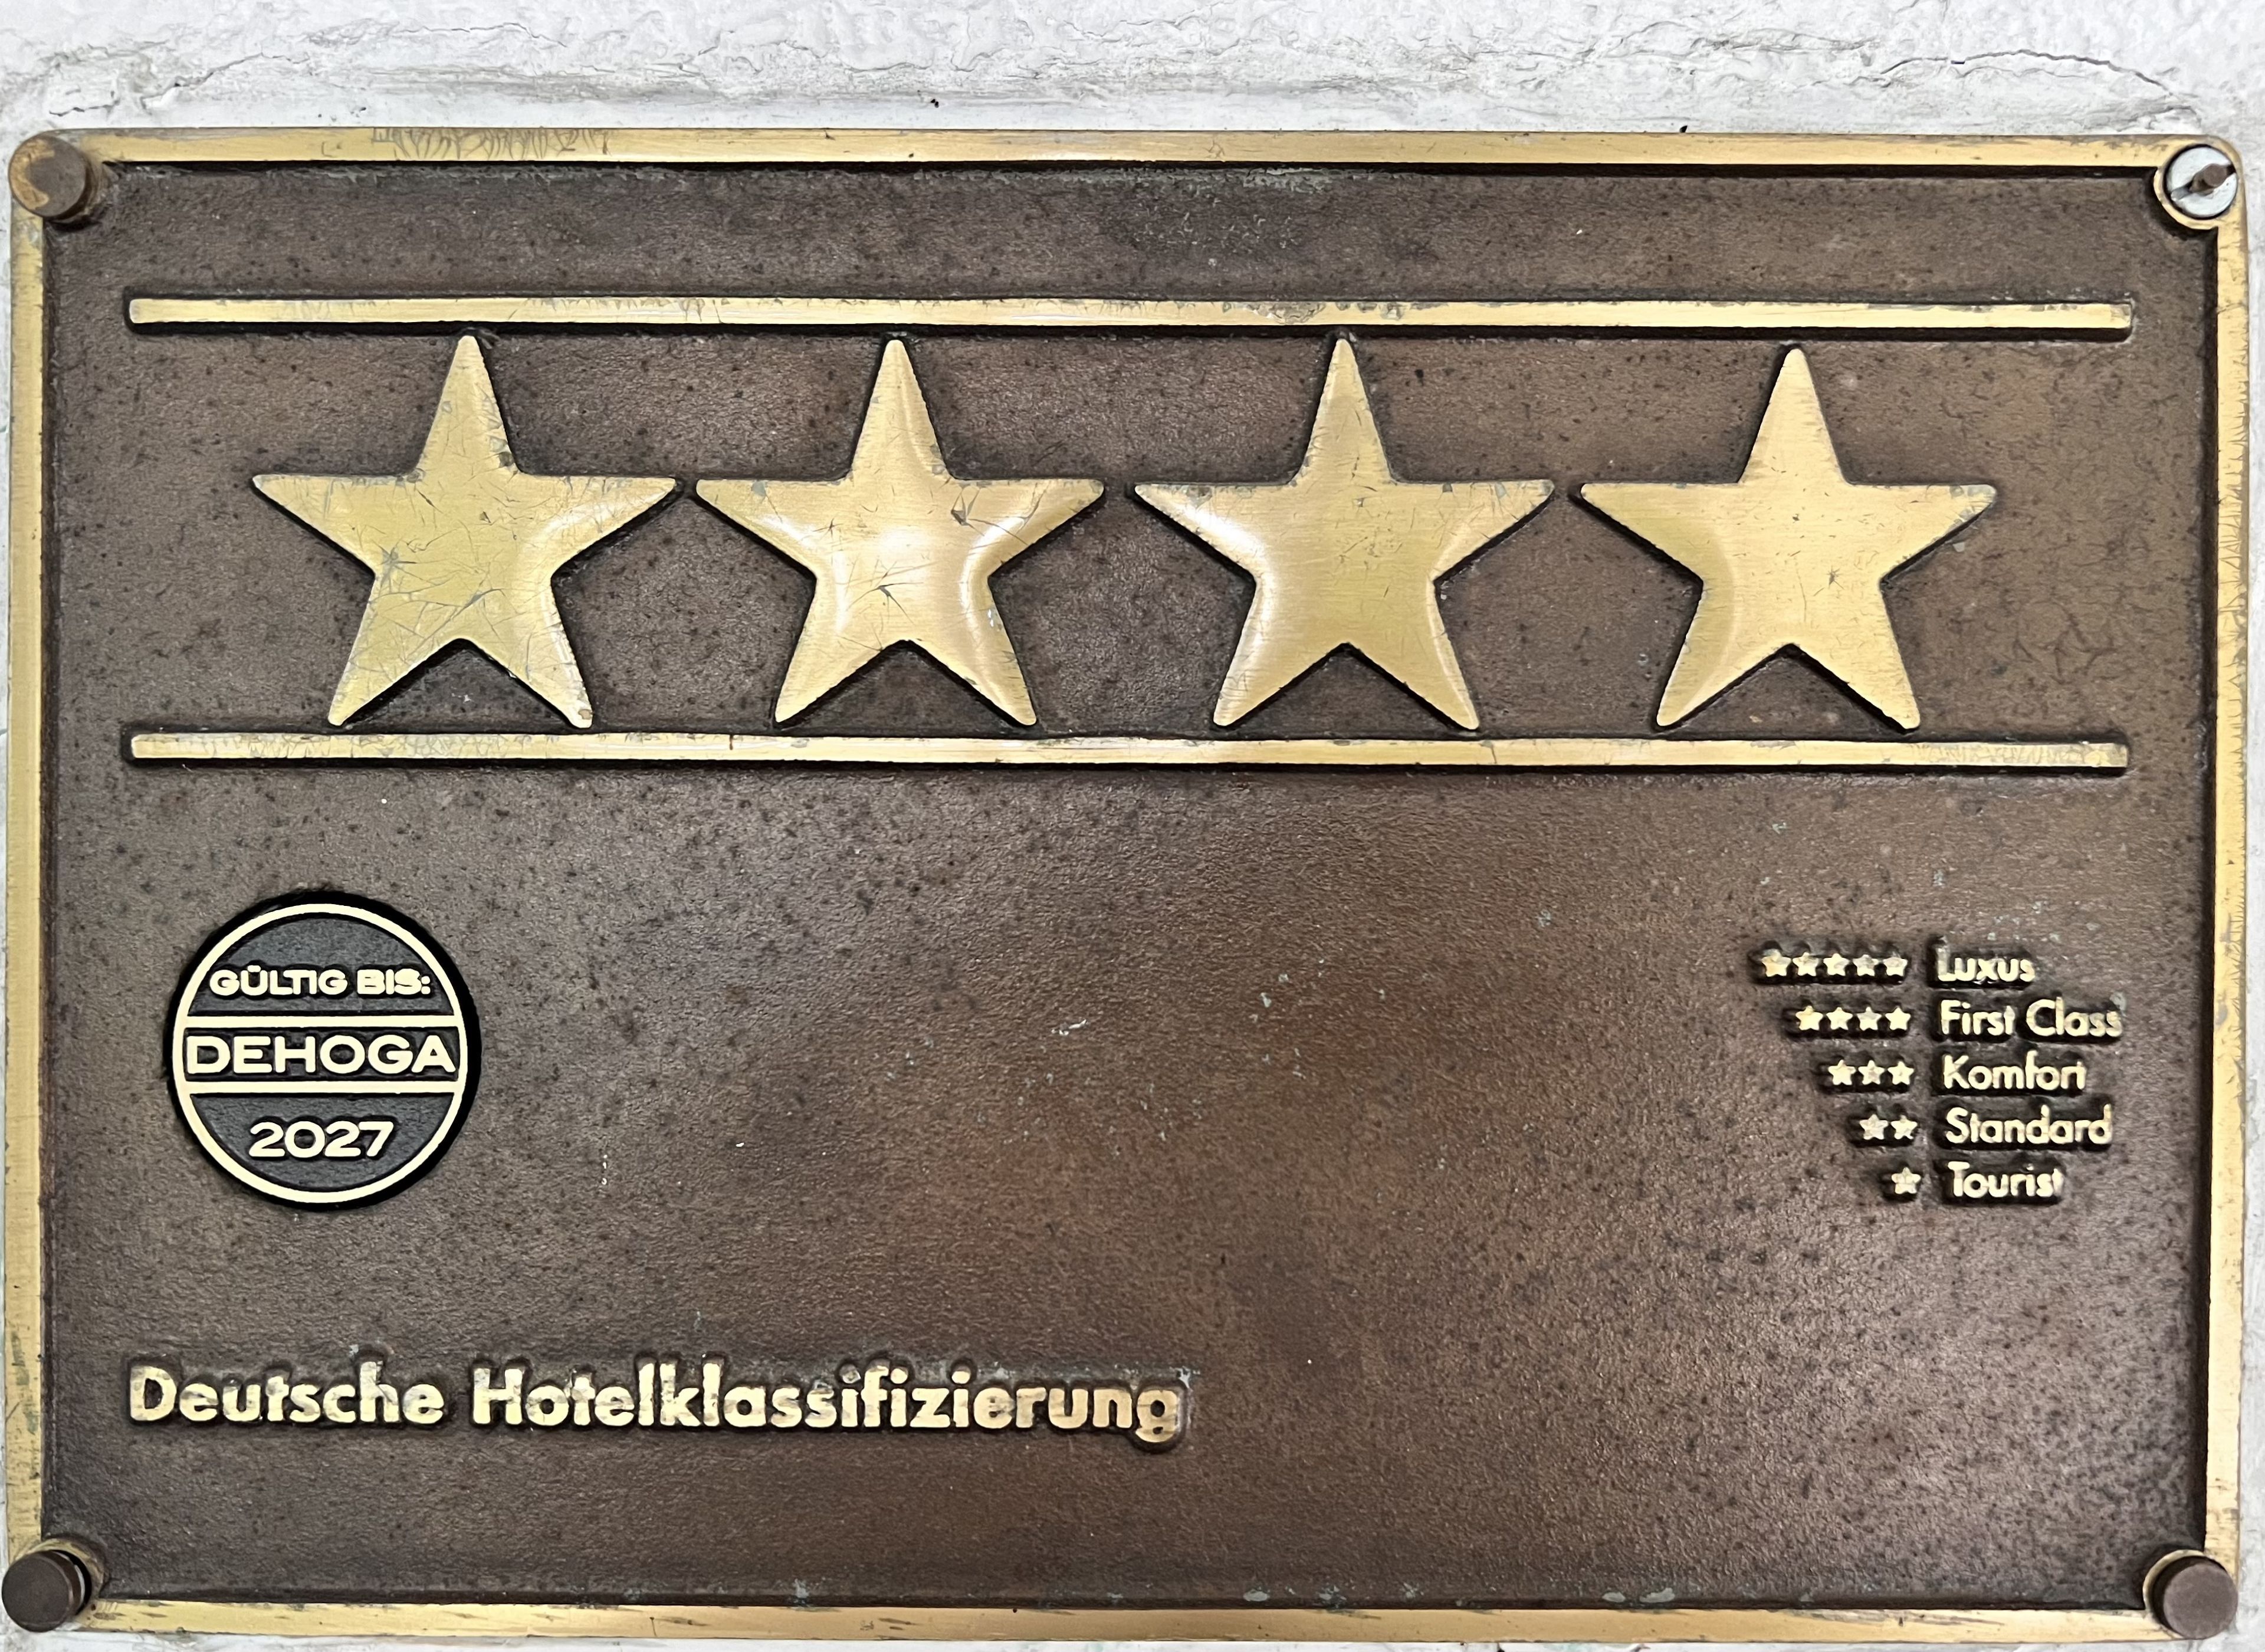 GÜLTIG BIS:
DEHOGA
2027
Luxus
First Class
Komfort
Standard
Tourist
Deutsche Hotelklassifizierung